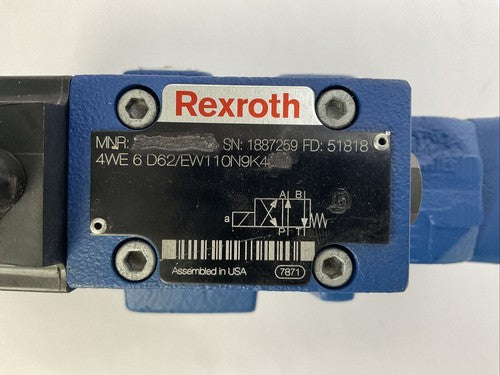 Rexroth
MNR: SN: 1887259 FD: 51818
4WE 6 D62/EW110N9K4
A B
a
P T
Assembled in USA
7871